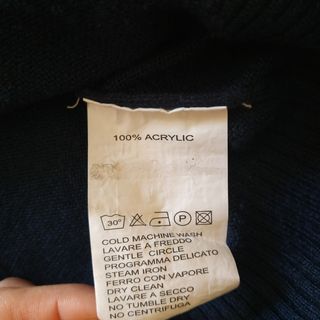 100% ACRYLIC
30° P
COLD MACHINE WASH
LAVARE A FREDDO
GENTLE CIRCLE
PROGRAMMA DELICATO
STEAM IRON
FERRO CON VAPORE
DRY CLEAN
LAVARE A SECCO
NO TUMBLE DRY
NO CENTRIFUGA